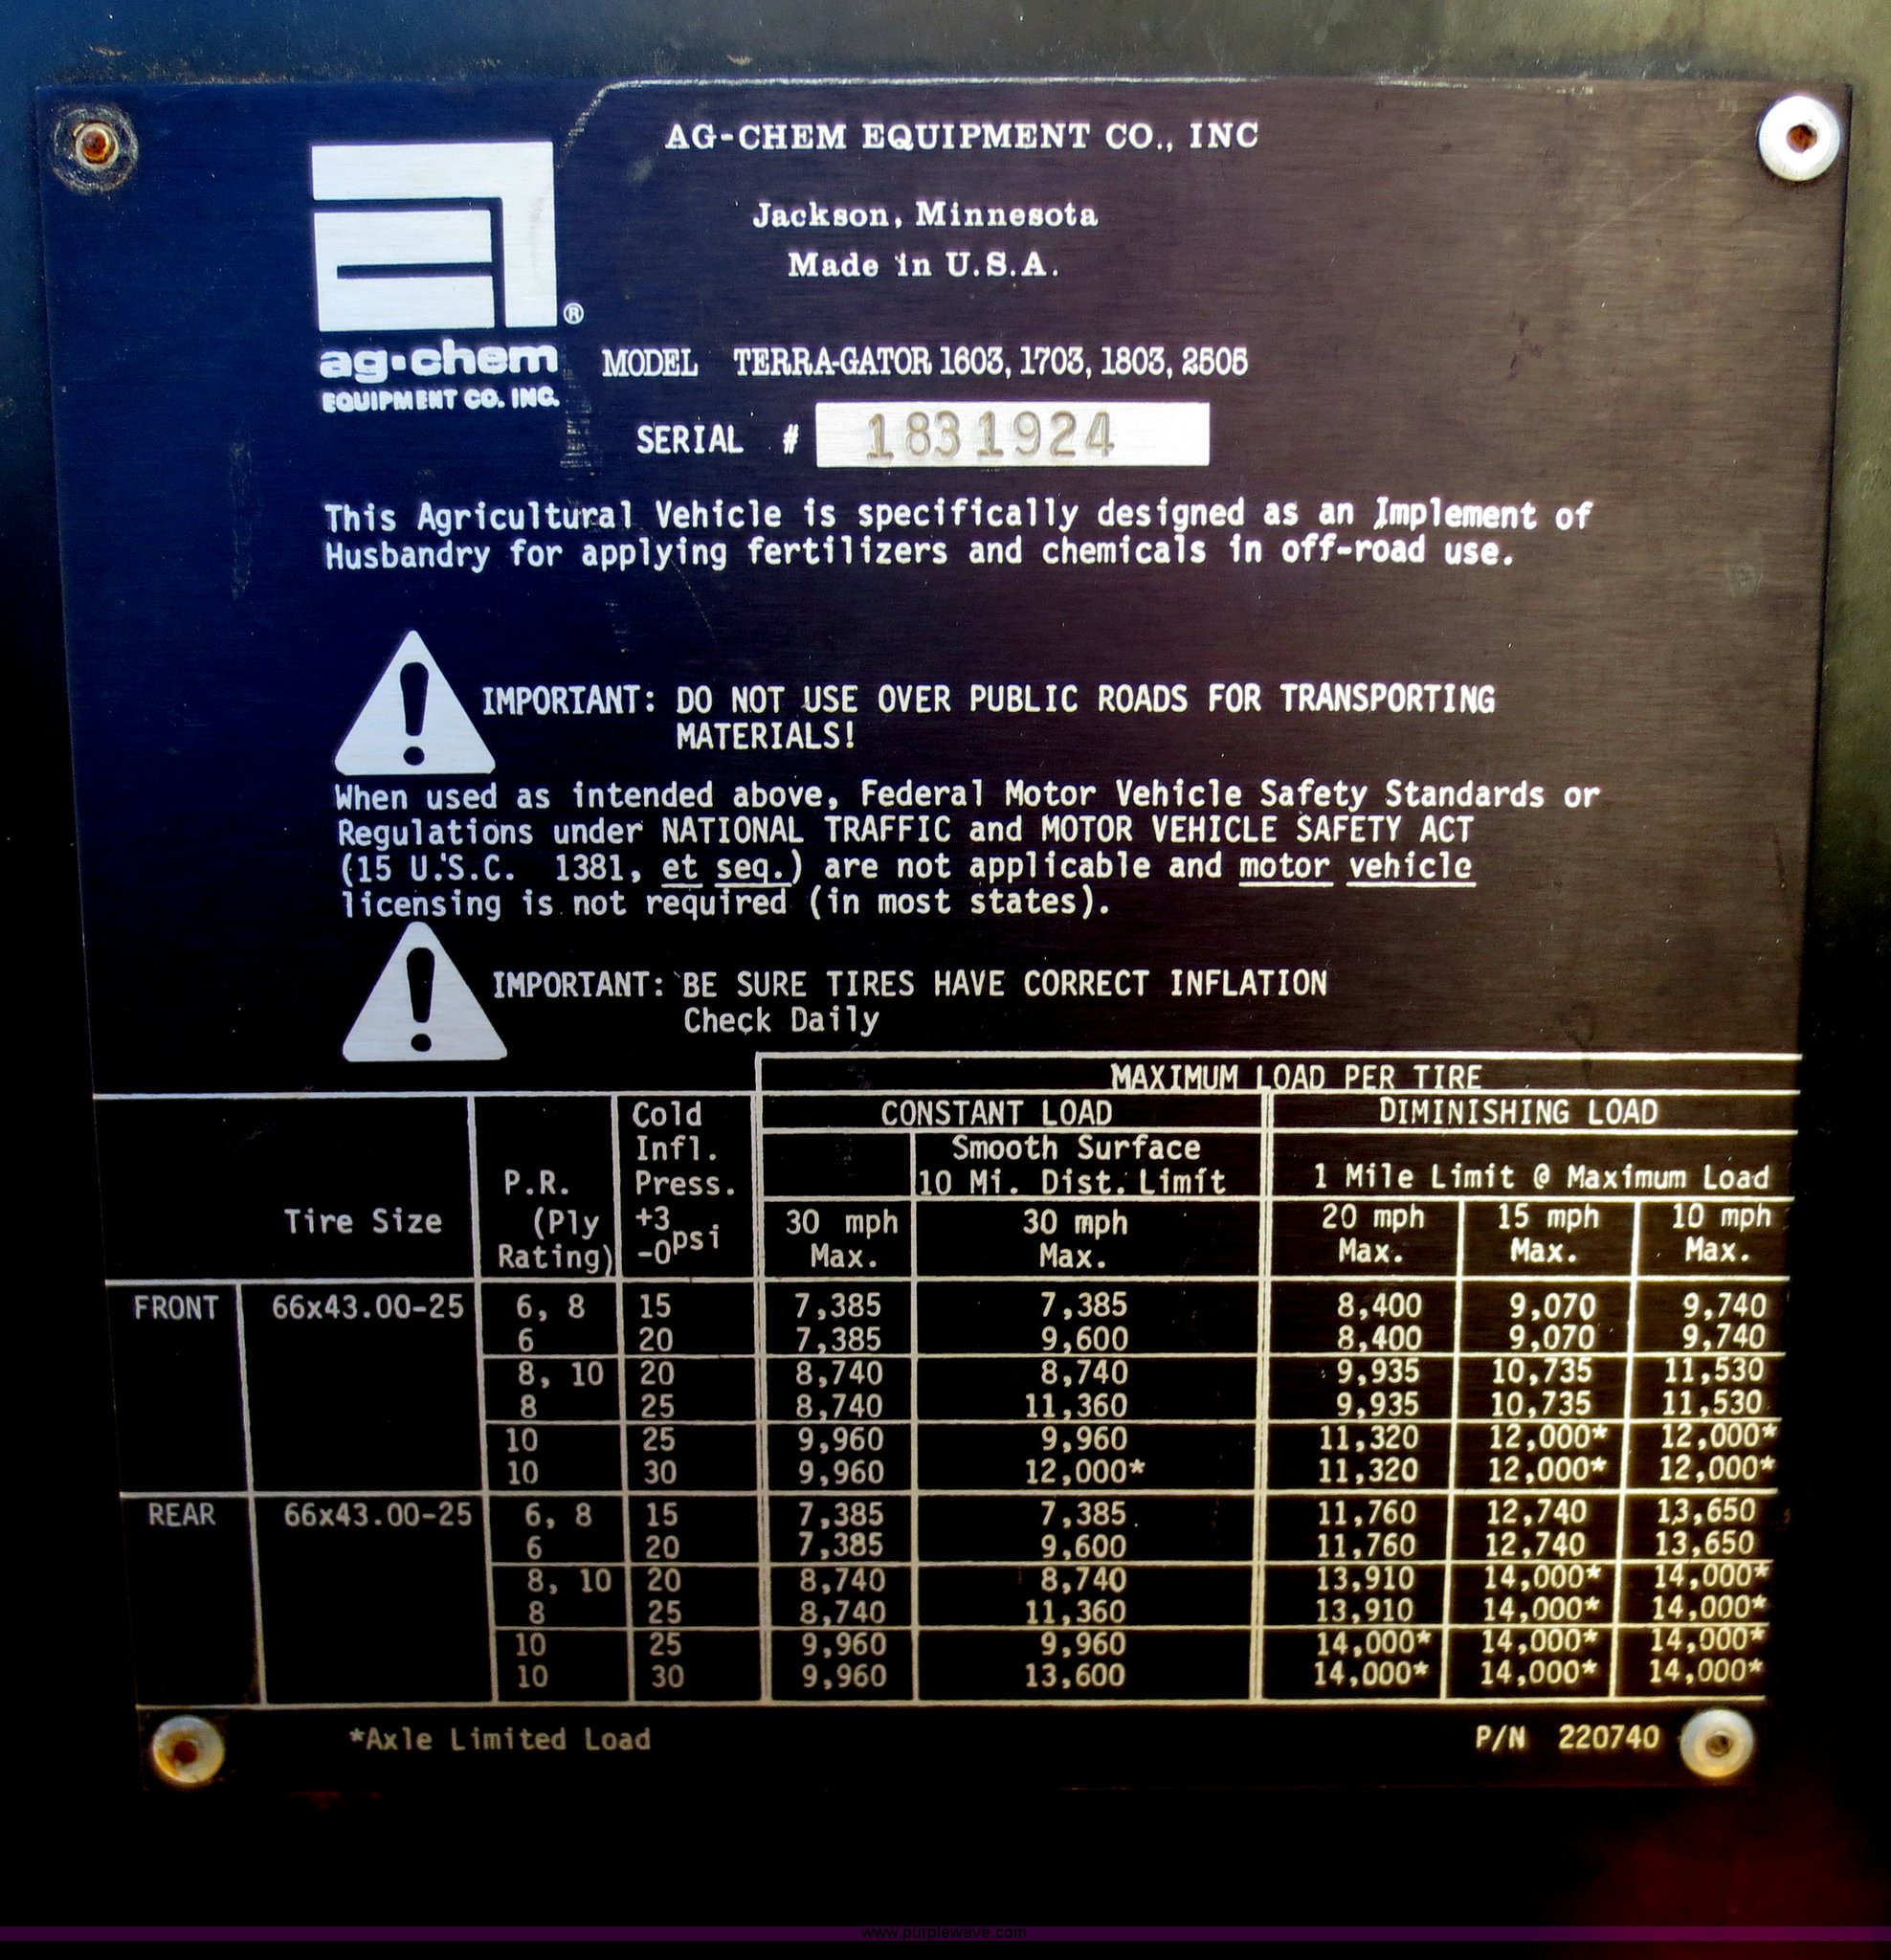 AG-CHEM EQUIPMENT CO., INC
Jackson, Minnesota
Made in U.S.A.
®
ag·chem
EQUIPMENT CO. INC.
MODEL TERRA-GATOR 1603, 1703, 1803, 2505
SERIAL # 1831924
This Agricultural Vehicle is specifically designed as an Implement of
Husbandry for applying fertilizers and chemicals in off-road use.
IMPORTANT: DO NOT USE OVER PUBLIC ROADS FOR TRANSPORTING
MATERIALS!
When used as intended above, Federal Motor Vehicle Safety Standards or
Regulations under NATIONAL TRAFFIC and MOTOR VEHICLE SAFETY ACT
(15 U.S.C. 1381, et seq.) are not applicable and motor vehicle
licensing is not required (in most states).
IMPORTANT: BE SURE TIRES HAVE CORRECT INFLATION
Check Daily
MAXIMUM LOAD PER TIRE
CONSTANT LOAD DIMINISHING LOAD
Tire Size
P.R.
(Ply
Rating)
Cold
Infl.
Press.
+3
-0 psi
30 mph
Max.
Smooth Surface
10 Mi. Dist. Limit
30 mph
Max.
1 Mile Limit @ Maximum Load
20 mph
Max.
15 mph
Max.
10 mph
Max.
FRONT 66x43.00-25 6, 8 15 7,385 7,385 8,400 9,070 9,740
6 20 7,385 9,600 8,400 9,070 9,740
8, 10 20 8,740 8,740 9,935 10,735 11,530
8 25 8,740 11,360 9,935 10,735 11,530
10 25 9,960 9,960 11,320 12,000* 12,000*
10 30 9,960 12,000* 11,320 12,000* 12,000*
REAR 66x43.00-25 6, 8 15 7,385 7,385 11,760 12,740 13,650
6 20 7,385 9,600 11,760 12,740 13,650
8, 10 20 8,740 8,740 13,910 14,000* 14,000*
8 25 8,740 11,360 13,910 14,000* 14,000*
10 25 9,960 9,960 14,000* 14,000* 14,000*
10 30 9,960 13,600 14,000* 14,000* 14,000*
*Axle Limited Load
P/N 220740
www.purplewave.com